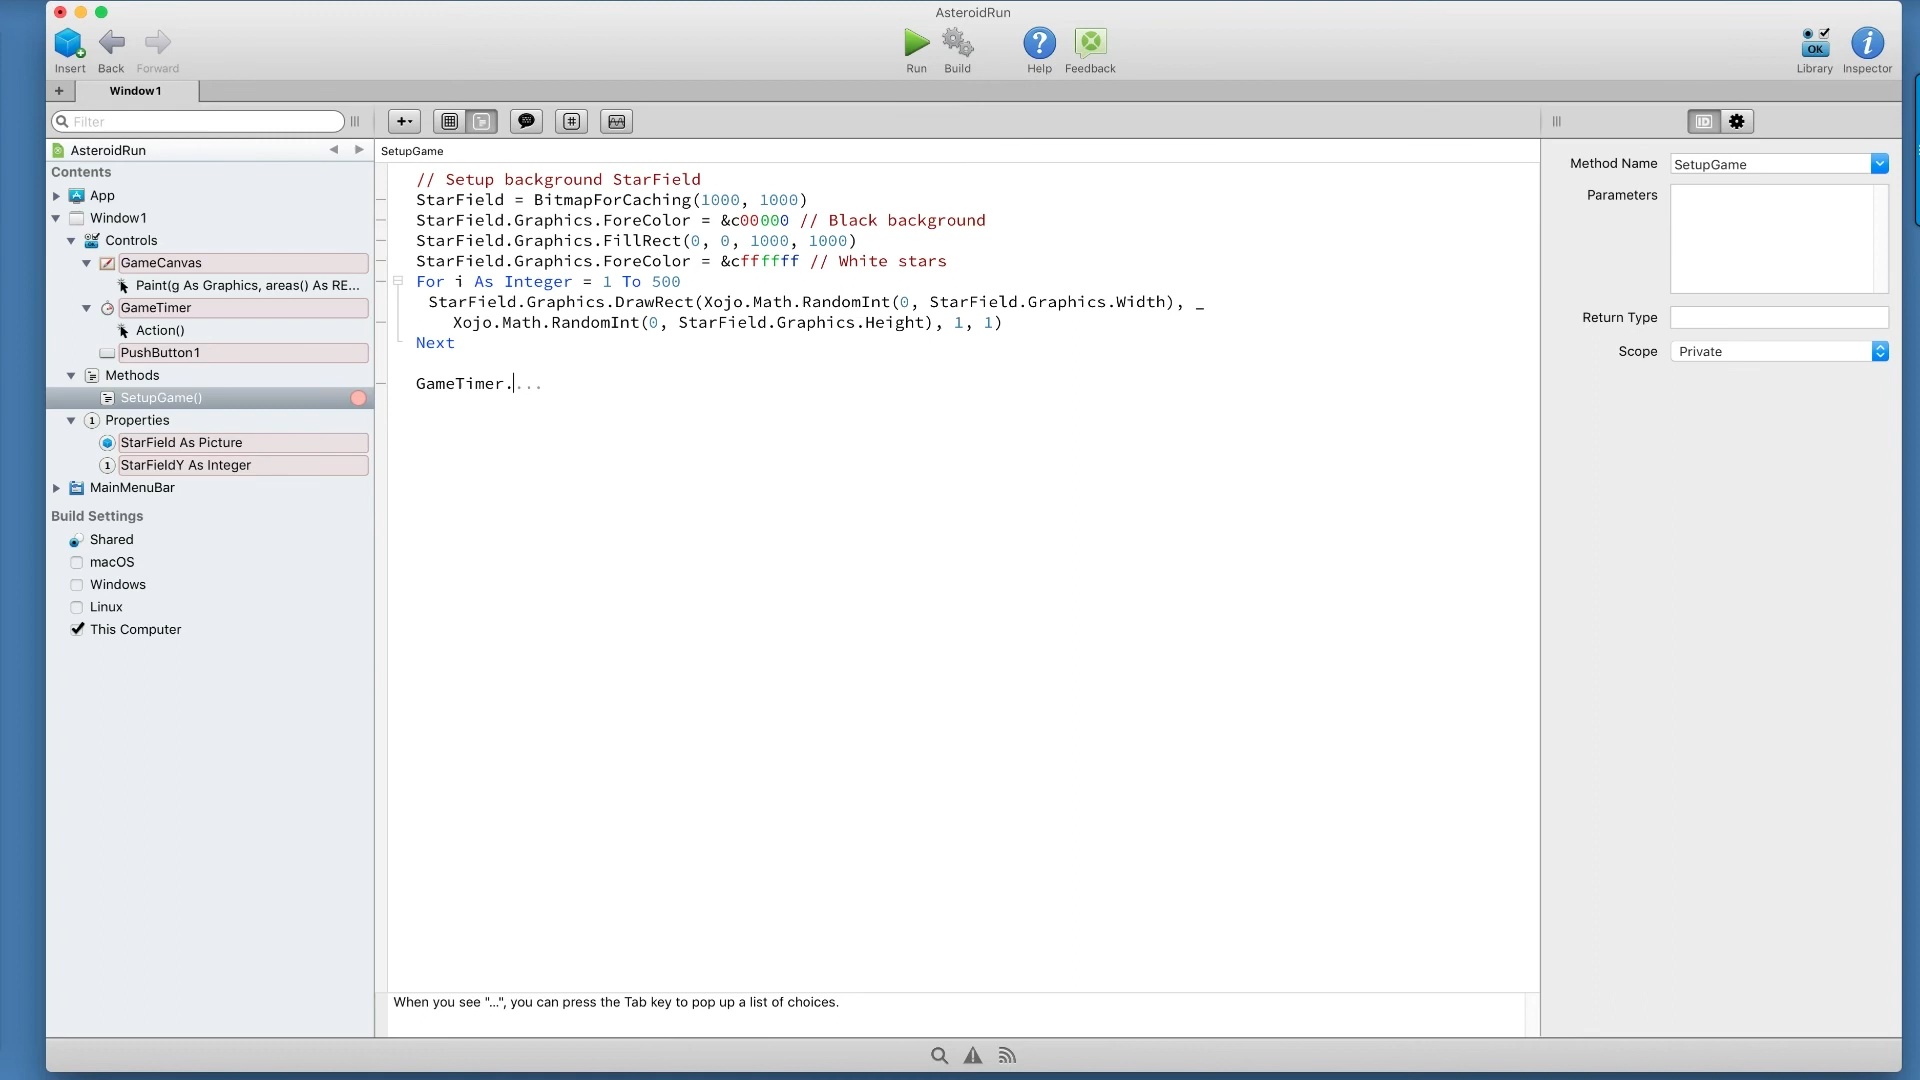 AsteroidRun
Insert Back Forward
Run Build Help Feedback
OK
Library Inspector
Window1
Filter
ID
AsteroidRun
Contents
App
Window1
Controls
GameCanvas
Paint(g As Graphics, areas() As RE...
GameTimer
Action()
PushButton1
Methods
SetupGame()
Properties
StarField As Picture
StarFieldY As Integer
MainMenuBar
Build Settings
Shared
macOS
Windows
Linux
This Computer
SetupGame
// Setup background StarField
StarField = BitmapForCaching(1000, 1000)
StarField.Graphics.ForeColor = &c00000 // Black background
StarField.Graphics.FillRect(0, 0, 1000, 1000)
StarField.Graphics.ForeColor = &cffffff // White stars
For i As Integer = 1 To 500
StarField.Graphics.DrawRect(Xojo.Math.RandomInt(0, StarField.Graphics.Width), _
Xojo.Math.RandomInt(0, StarField.Graphics.Height), 1, 1)
Next
GameTimer....
When you see "...", you can press the Tab key to pop up a list of choices.
Method Name SetupGame
Parameters
Return Type
Scope Private